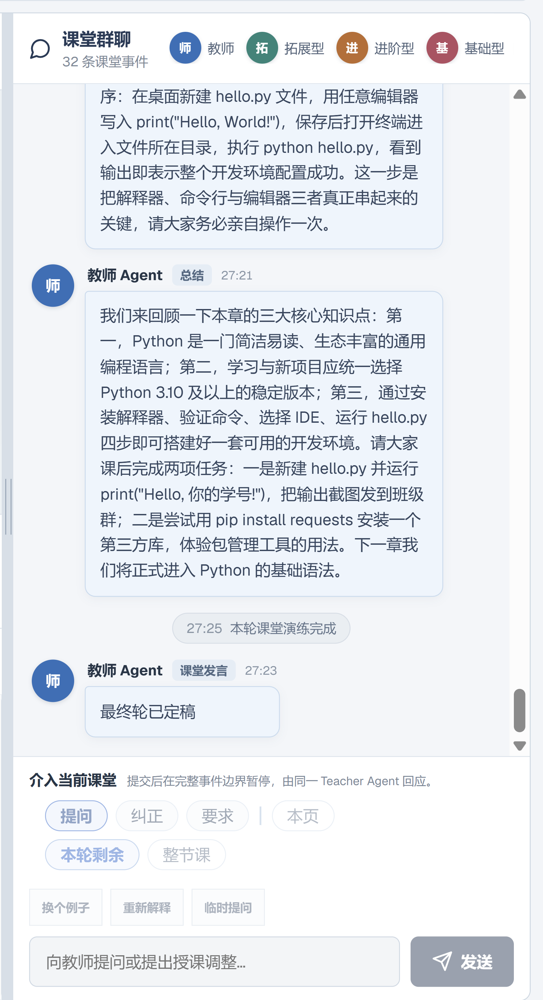 课堂群聊
32 条课堂事件
师 教师 拓 拓展型 进 进阶型 基 基础型
序：在桌面新建 hello.py 文件，用任意编辑器
写入 print("Hello, World!")，保存后打开终端进
入文件所在目录，执行 python hello.py，看到
输出即表示整个开发环境配置成功。这一步是
把解释器、命令行与编辑器三者真正串起来的
关键，请大家务必亲自操作一次。
师 教师 Agent 总结 27:21
我们来回顾一下本章的三大核心知识点：第
一，Python 是一门简洁易读、生态丰富的通用
编程语言；第二，学习与新项目应统一选择
Python 3.10 及以上的稳定版本；第三，通过安
装解释器、验证命令、选择 IDE、运行 hello.py
四步即可搭建好一套可用的开发环境。请大家
课后完成两项任务：一是新建 hello.py 并运行
print("Hello, 你的学号!")，把输出截图发到班级
群；二是尝试用 pip install requests 安装一个
第三方库，体验包管理工具的用法。下一章我
们将正式进入 Python 的基础语法。
27:25 本轮课堂演练完成
师 教师 Agent 课堂发言 27:23
最终轮已定稿
介入当前课堂 提交后在完整事件边界暂停，由同一 Teacher Agent 回应。
提问 纠正 要求 本页
本轮剩余 整节课
换个例子 重新解释 临时提问
向教师提问或提出授课调整... 发送